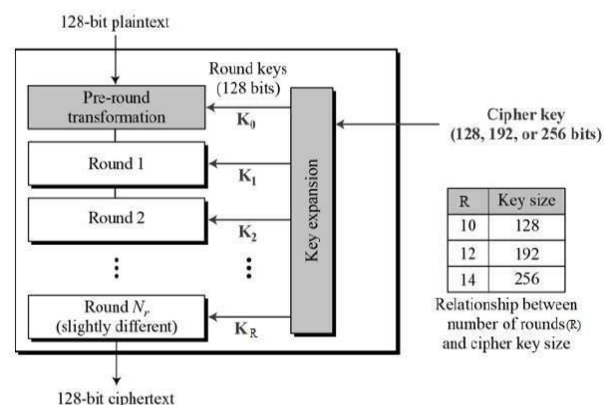 128-bit plaintext
Round keys
(128 bits)
Pre-round
transformation
K0
Cipher key
(128, 192, or 256 bits)
Round 1
K1
Round 2
K2
Key expansion
Round Nr
(slightly different)
KR
R Key size
10 128
12 192
14 256
Relationship between
number of rounds(R)
and cipher key size
128-bit ciphertext